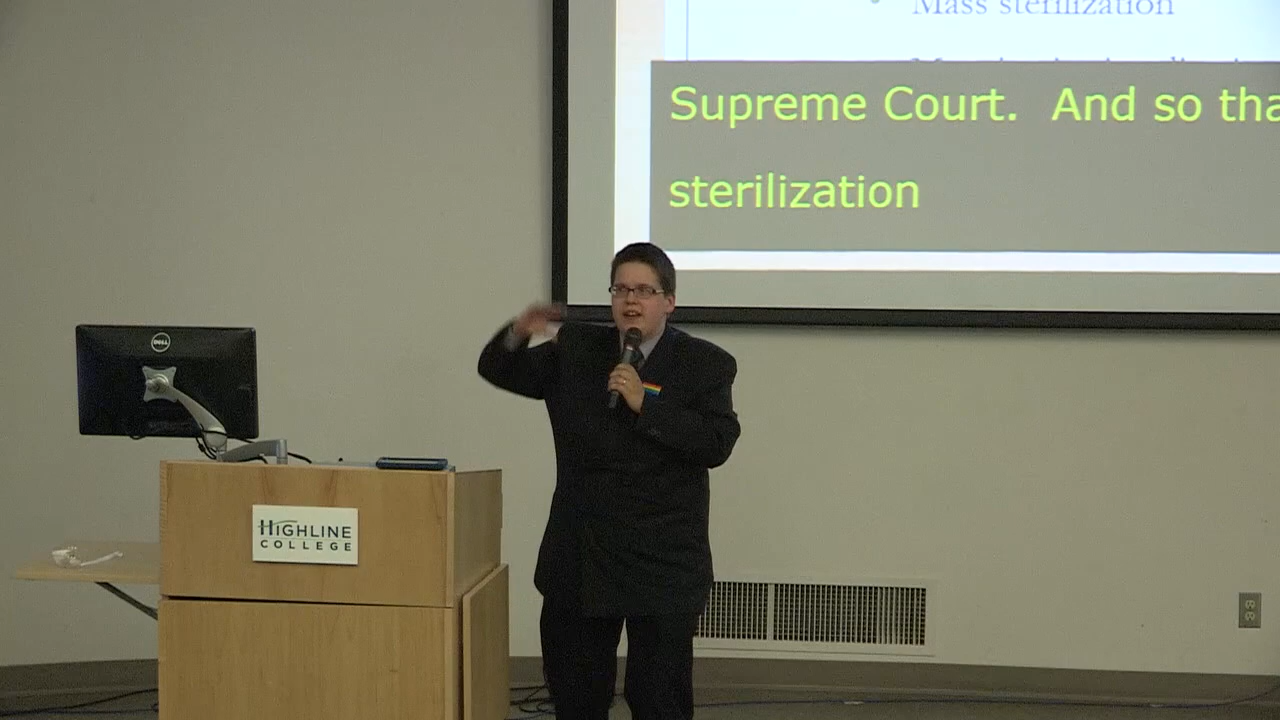 Mass sterilization
Supreme Court. And so tha
sterilization
DELL
HIGHLINE
COLLEGE